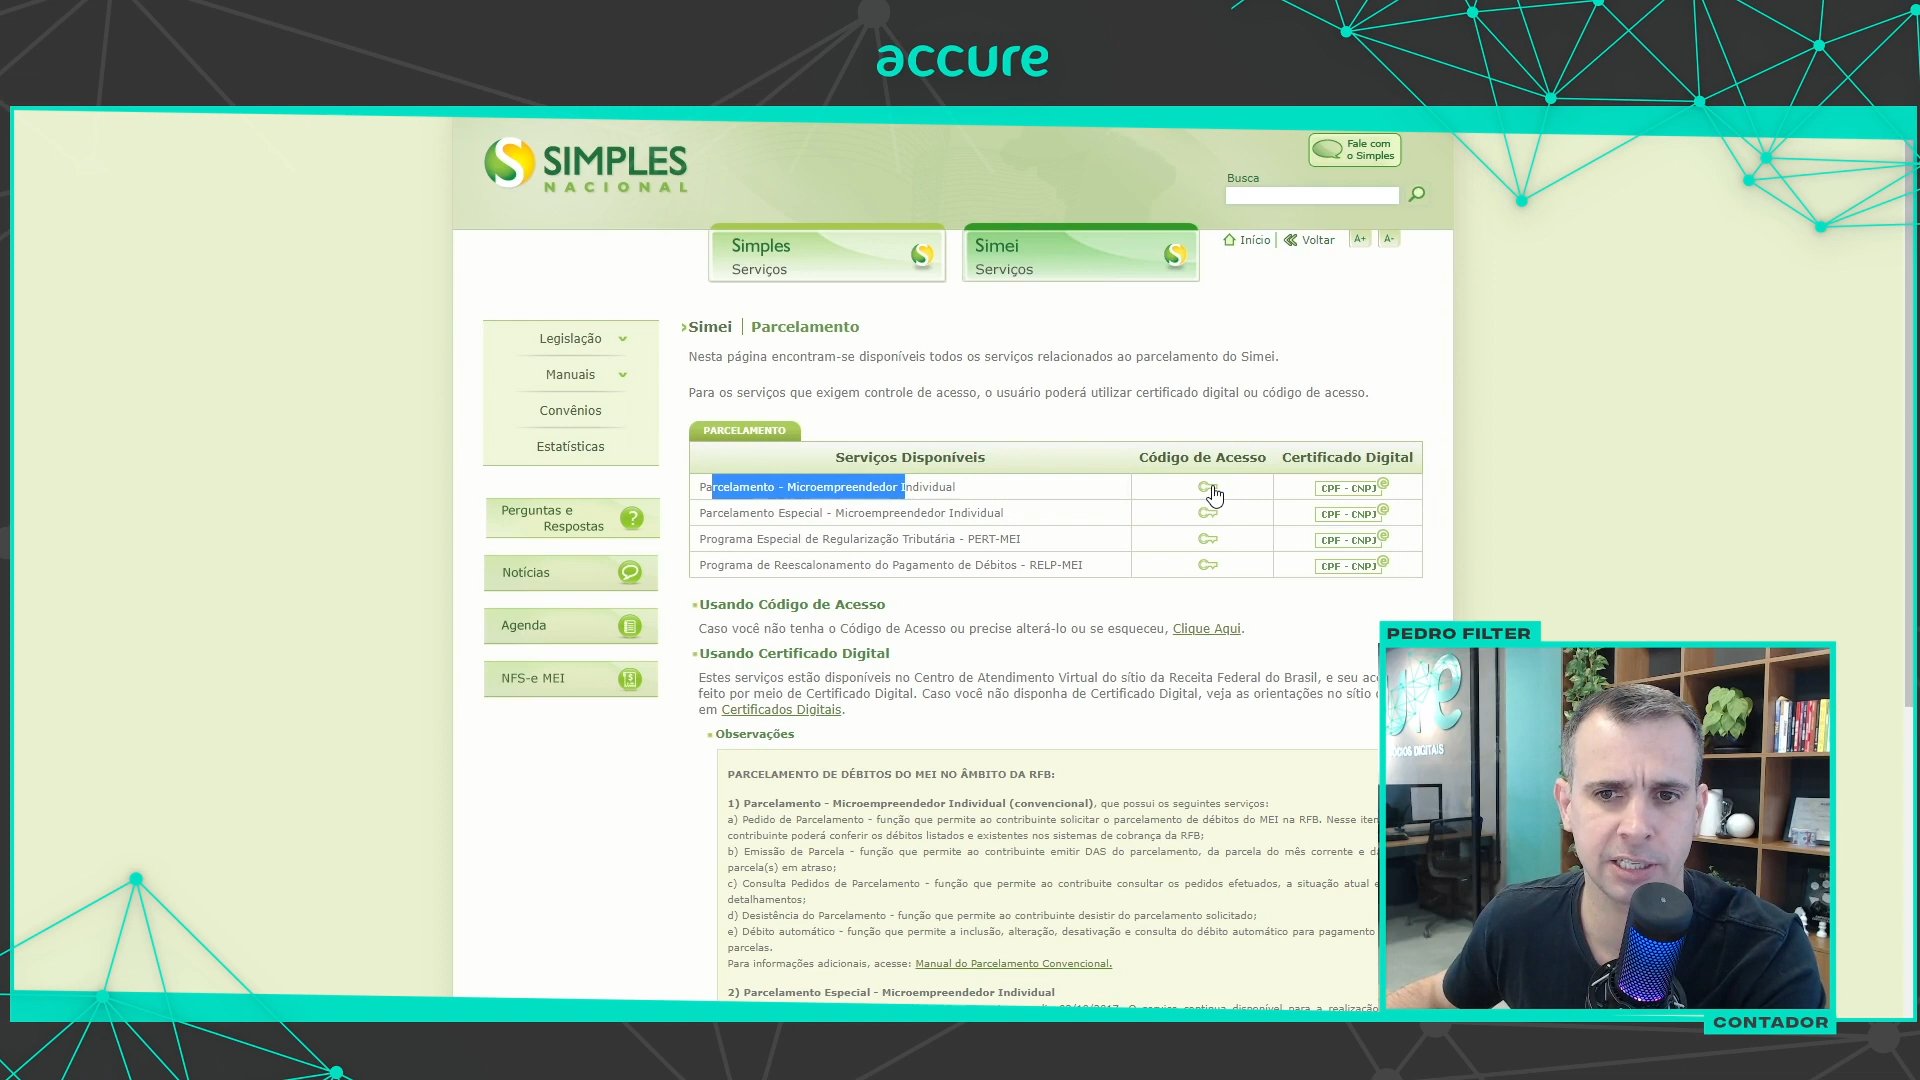 accure
SIMPLES
NACIONAL
Fale com
o Simples
Busca
Simples
Serviços
Simei
Serviços
Início
Voltar
A+
A-
Legislação
Manuais
Convênios
Estatísticas
Perguntas e
Respostas
?
Notícias
Agenda
NFS-e MEI
Simei | Parcelamento
Nesta página encontram-se disponíveis todos os serviços relacionados ao parcelamento do Simei.
Para os serviços que exigem controle de acesso, o usuário poderá utilizar certificado digital ou código de acesso.
PARCELAMENTO
Serviços Disponíveis
Código de Acesso
Certificado Digital
Parcelamento - Microempreendedor Individual
CPF - CNPJ
Parcelamento Especial - Microempreendedor Individual
CPF - CNPJ
Programa Especial de Regularização Tributária - PERT-MEI
CPF - CNPJ
Programa de Reescalonamento do Pagamento de Débitos - RELP-MEI
CPF - CNPJ
Usando Código de Acesso
Caso você não tenha o Código de Acesso ou precise alterá-lo ou se esqueceu, Clique Aqui.
Usando Certificado Digital
Estes serviços estão disponíveis no Centro de Atendimento Virtual do sítio da Receita Federal do Brasil, e seu
feito por meio de Certificado Digital. Caso você não disponha de Certificado Digital, veja as orientações no sítio
em Certificados Digitais.
Observações
PARCELAMENTO DE DÉBITOS DO MEI NO ÂMBITO DA RFB:
1) Parcelamento - Microempreendedor Individual (convencional), que possui os seguintes serviços:
a) Pedido de Parcelamento - função que permite ao contribuinte solicitar o parcelamento de débitos do MEI na RFB. Nesse
contribuinte poderá conferir os débitos listados e existentes nos sistemas de cobrança da RFB;
b) Emissão de Parcela - função que permite ao contribuinte emitir DAS do parcelamento, da parcela do mês corrente e
parcela(s) em atraso;
c) Consulta Pedidos de Parcelamento - função que permite ao contribuite consultar os pedidos efetuados, a situação atual e
detalhamentos;
d) Desistência do Parcelamento - função que permite ao contribuinte desistir do parcelamento solicitado;
e) Débito automático - função que permite a inclusão, alteração, desativação e consulta do débito automático para pagamento
parcelas.
Para informações adicionais, acesse: Manual do Parcelamento Convencional.
2) Parcelamento Especial - Microempreendedor Individual
PEDRO FILTER
CONTADOR